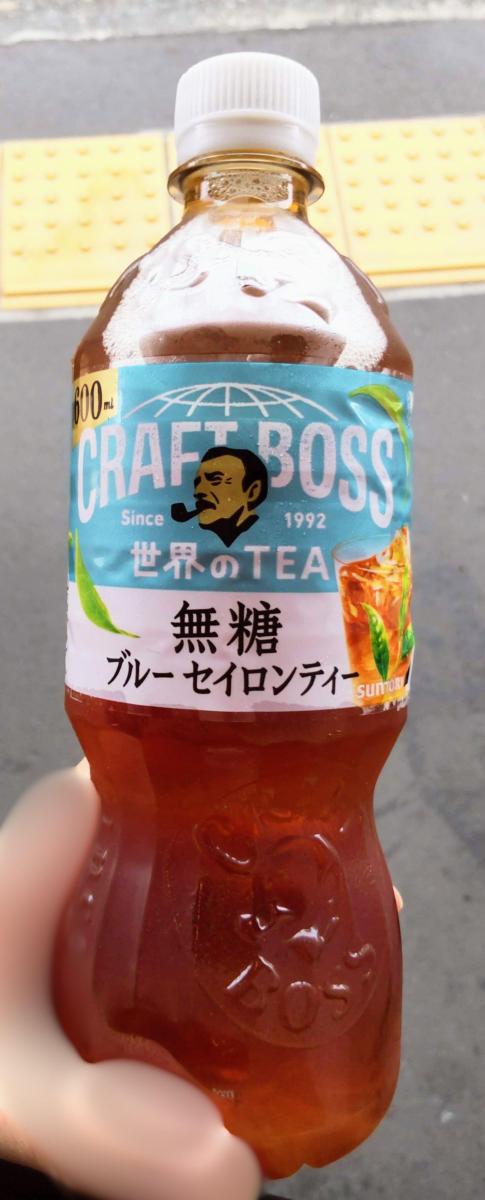 600ml
CRAFT BOSS
Since 1992
世界のTEA
無糖
ブルー セイロンティー
SUNTORY
BOSS